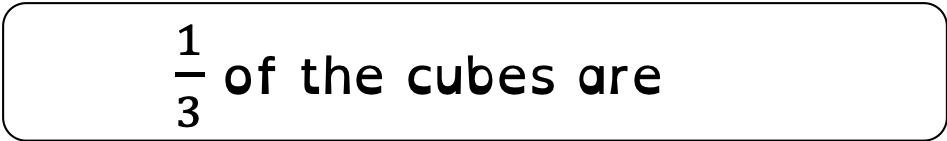 1/3 of the cubes are